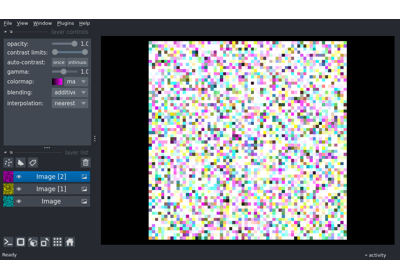 File View Window Plugins Help
layer controls
opacity: 1.0
contrast limits:
auto-contrast: once
gamma: 1.0
colormap: ma
blending: additive
interpolation: nearest
layer list
Image [2]
Image [1]
Image
Ready
activity